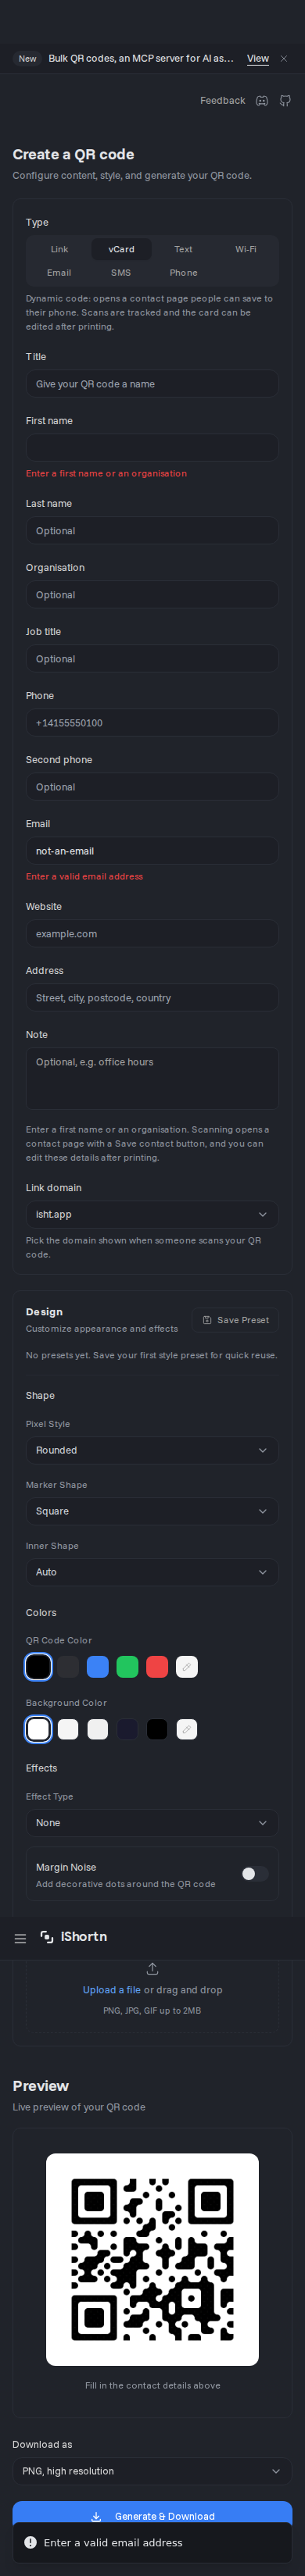 New Bulk QR codes, an MCP server for AI as... View
Feedback
Create a QR code
Configure content, style, and generate your QR code.
Type
Link vCard Text Wi-Fi
Email SMS Phone
Dynamic code: opens a contact page people can save to
their phone. Scans are tracked and the card can be
edited after printing.
Title
Give your QR code a name
First name
Enter a first name or an organisation
Last name
Optional
Organisation
Optional
Job title
Optional
Phone
+14155550100
Second phone
Optional
Email
not-an-email
Enter a valid email address
Website
example.com
Address
Street, city, postcode, country
Note
Optional, e.g. office hours
Enter a first name or an organisation. Scanning opens a
contact page with a Save contact button, and you can
edit these details after printing.
Link domain
isht.app
Pick the domain shown when someone scans your QR
code.
Design
Customize appearance and effects
Save Preset
No presets yet. Save your first style preset for quick reuse.
Shape
Pixel Style
Rounded
Marker Shape
Square
Inner Shape
Auto
Colors
QR Code Color
Background Color
Effects
Effect Type
None
Margin Noise
Add decorative dots around the QR code
IShortn
Upload a file or drag and drop
PNG, JPG, GIF up to 2MB
Preview
Live preview of your QR code
Fill in the contact details above
Download as
PNG, high resolution
Generate & Download
Enter a valid email address